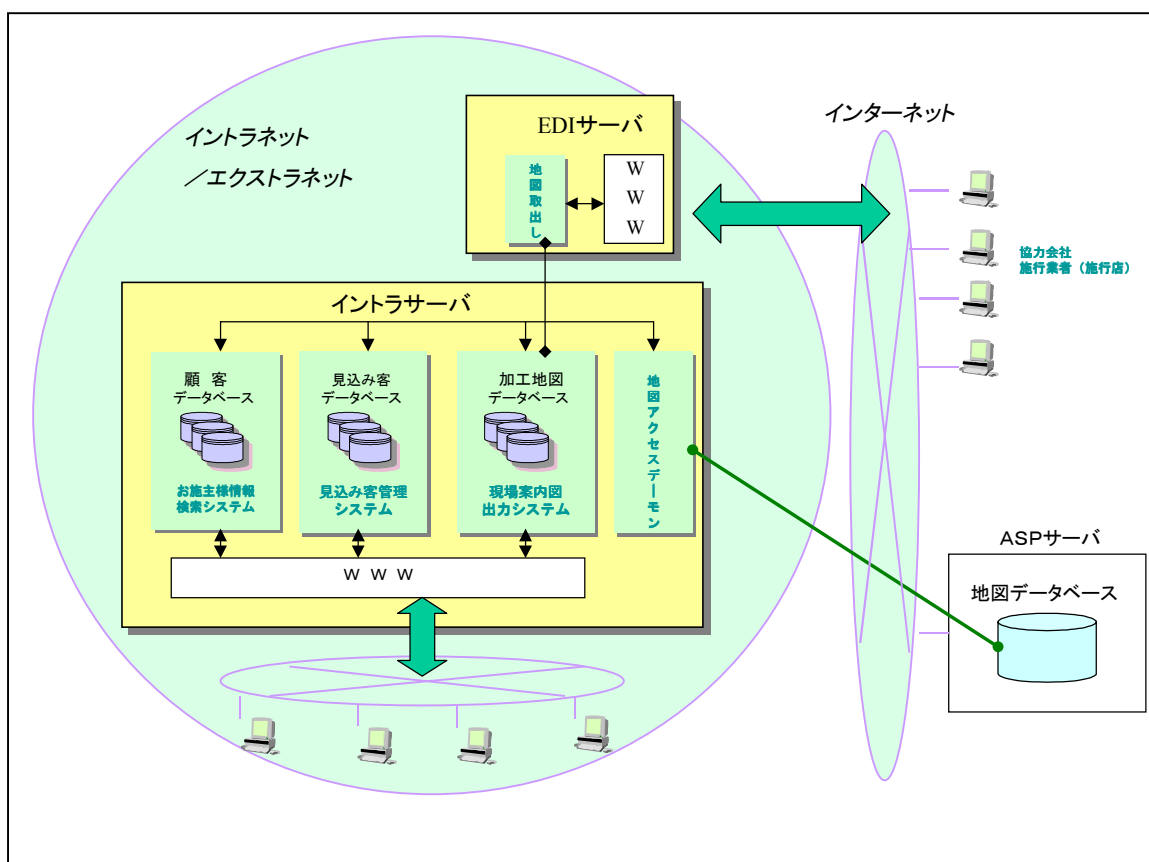 イントラネット
／エクストラネット
EDIサーバ
地図取出し
W
W
W
インターネット
協力会社
施行業者（施行店）
イントラサーバ
顧 客
データベース
お施主様情報
検索システム
見込み客
データベース
見込み客管理
システム
加工地図
データベース
現場案内図
出力システム
地図アクセスデーモン
W W W
ASPサーバ
地図データベース